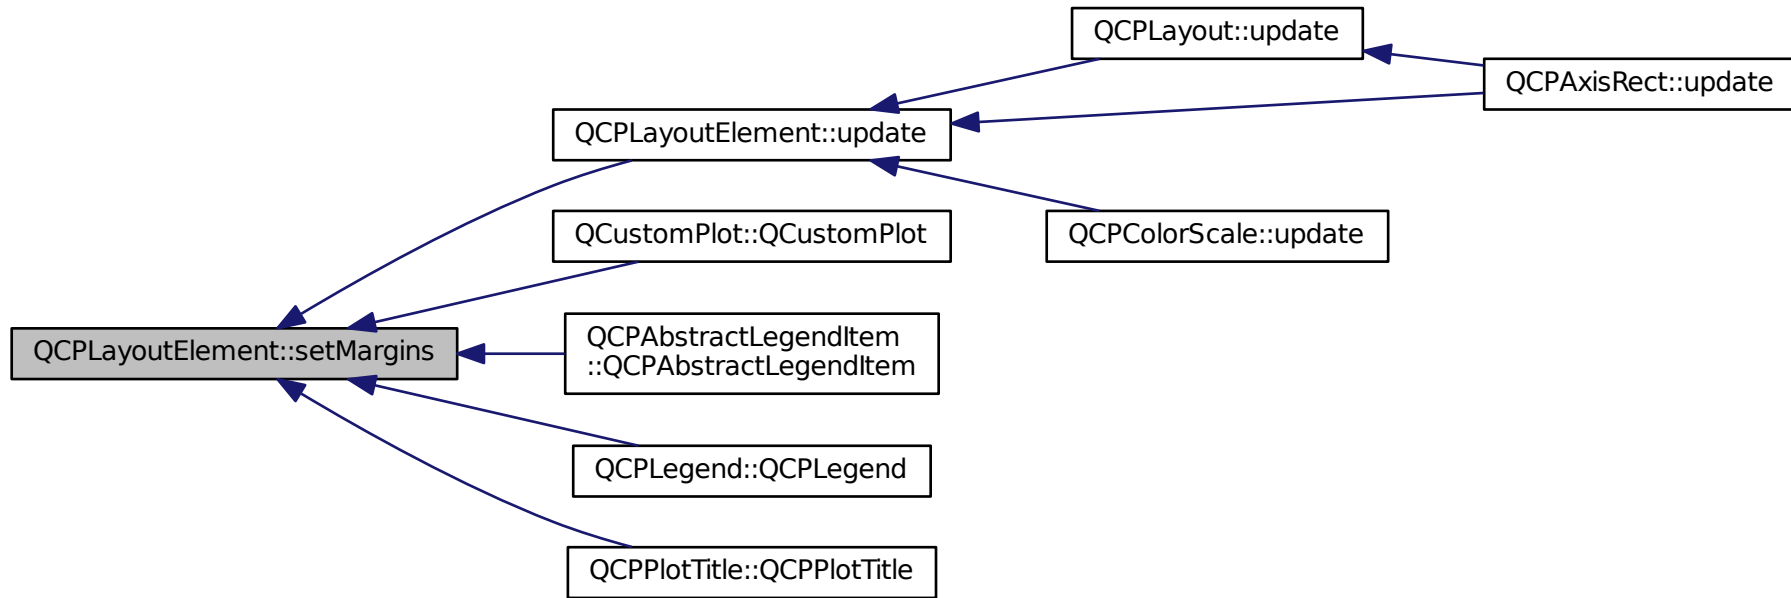 QCPLayout::update
QCPAxisRect::update
QCPLayoutElement::update
QCustomPlot::QCustomPlot
QCPColorScale::update
QCPLayoutElement::setMargins
QCPAbstractLegendItem
::QCPAbstractLegendItem
QCPLegend::QCPLegend
QCPPlotTitle::QCPPlotTitle